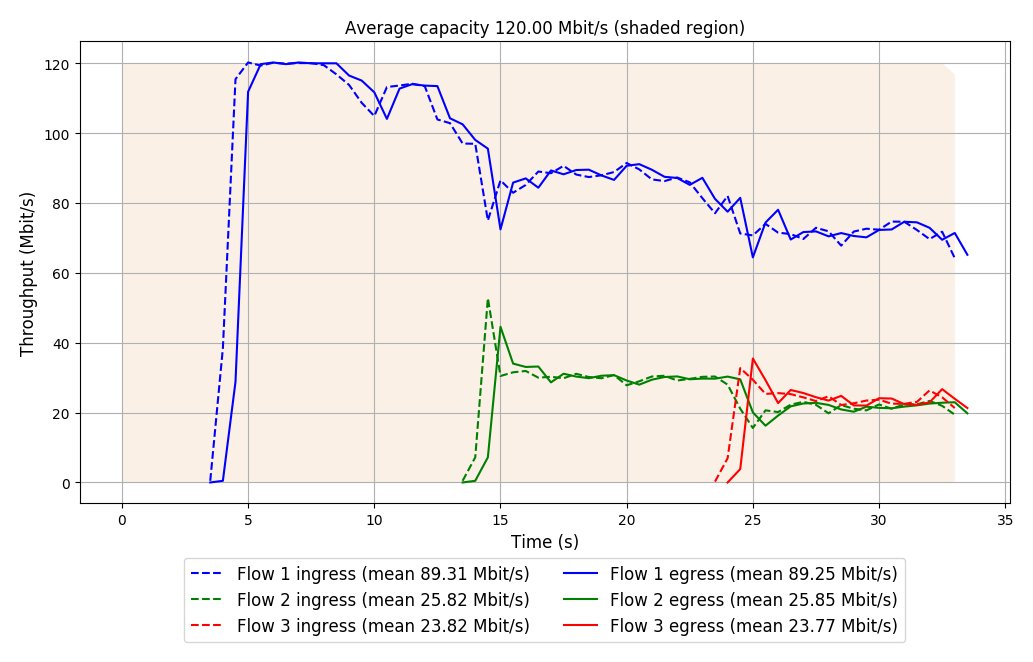 Average capacity 120.00 Mbit/s (shaded region)
Throughput (Mbit/s)
120
100
80
60
40
20
0
0 5 10 15 20 25 30 35
Time (s)
Flow 1 ingress (mean 89.31 Mbit/s) Flow 1 egress (mean 89.25 Mbit/s)
Flow 2 ingress (mean 25.82 Mbit/s) Flow 2 egress (mean 25.85 Mbit/s)
Flow 3 ingress (mean 23.82 Mbit/s) Flow 3 egress (mean 23.77 Mbit/s)